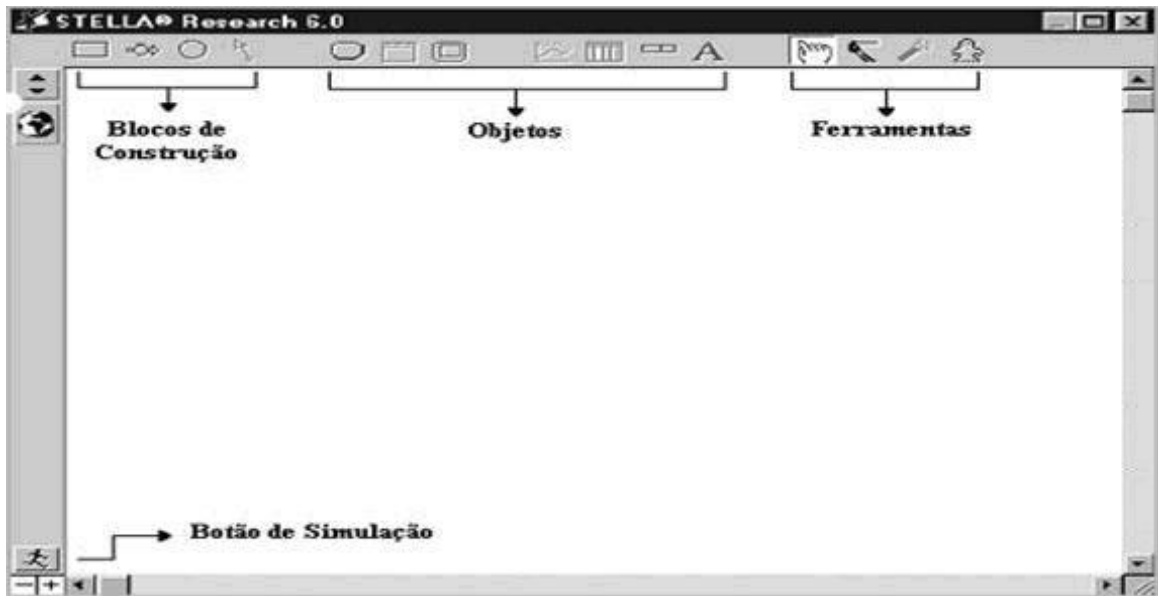 STELLA® Research 6.0
A
Blocos de
Construção
Objetos
Ferramentas
Botão de Simulação